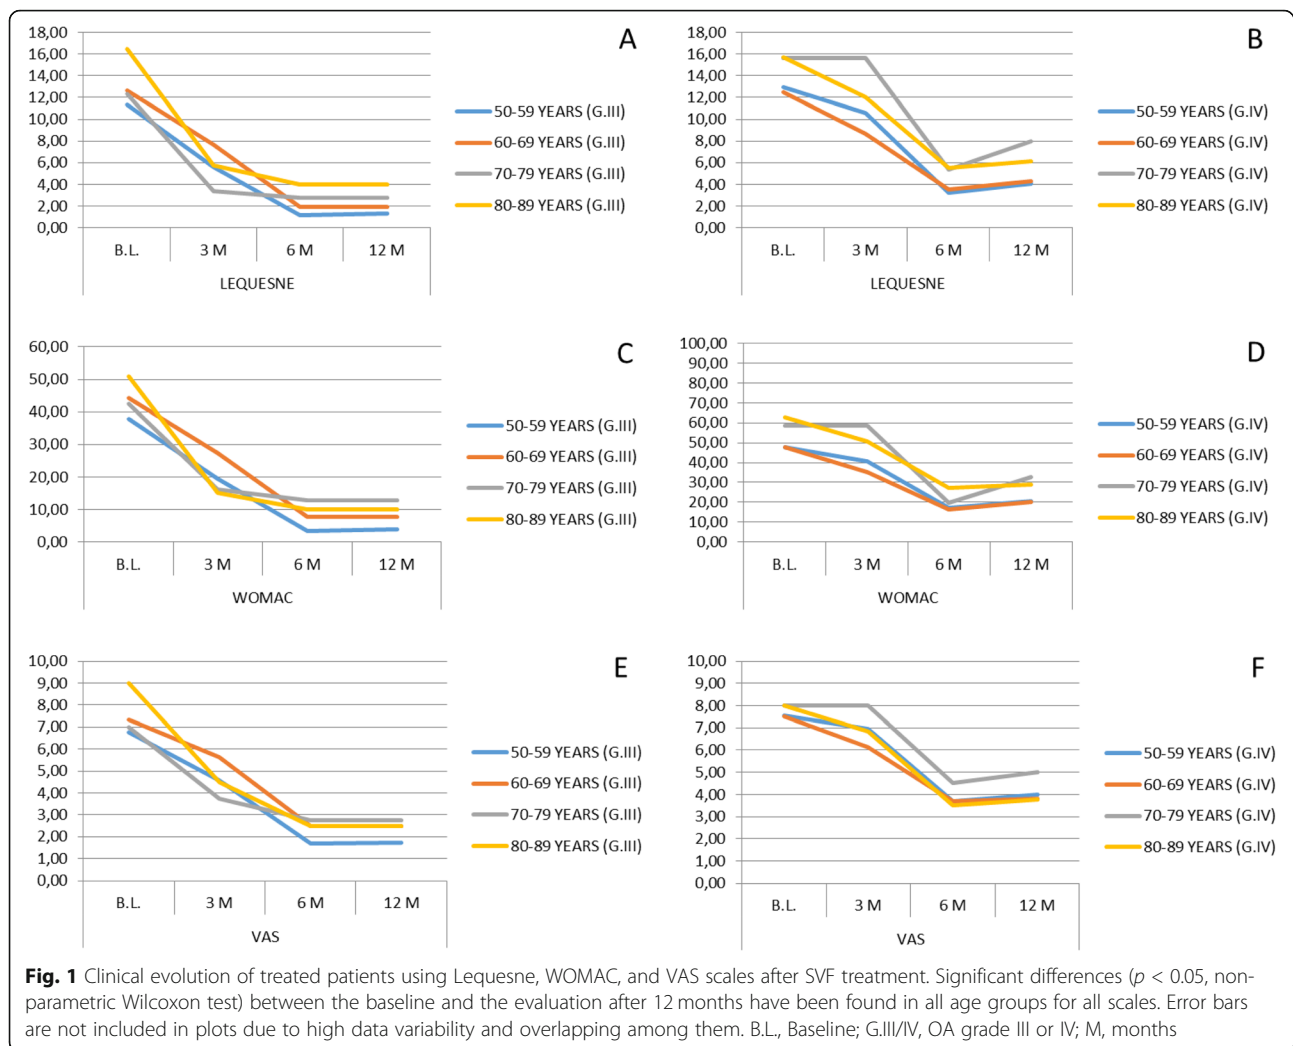 A
18,00
16,00
14,00
12,00
10,00
8,00
6,00
4,00
2,00
0,00
B.L. 3 M 6 M 12 M
LEQUESNE
50-59 YEARS (G.III)
60-69 YEARS (G.III)
70-79 YEARS (G.III)
80-89 YEARS (G.III)
B
18,00
16,00
14,00
12,00
10,00
8,00
6,00
4,00
2,00
0,00
B.L. 3 M 6 M 12 M
LEQUESNE
50-59 YEARS (G.IV)
60-69 YEARS (G.IV)
70-79 YEARS (G.IV)
80-89 YEARS (G.IV)
C
60,00
50,00
40,00
30,00
20,00
10,00
0,00
B.L. 3 M 6 M 12 M
WOMAC
50-59 YEARS (G.III)
60-69 YEARS (G.III)
70-79 YEARS (G.III)
80-89 YEARS (G.III)
D
100,00
90,00
80,00
70,00
60,00
50,00
40,00
30,00
20,00
10,00
0,00
B.L. 3 M 6 M 12 M
WOMAC
50-59 YEARS (G.IV)
60-69 YEARS (G.IV)
70-79 YEARS (G.IV)
80-89 YEARS (G.IV)
E
10,00
9,00
8,00
7,00
6,00
5,00
4,00
3,00
2,00
1,00
0,00
B.L. 3 M 6 M 12 M
VAS
50-59 YEARS (G.III)
60-69 YEARS (G.III)
70-79 YEARS (G.III)
80-89 YEARS (G.III)
F
10,00
9,00
8,00
7,00
6,00
5,00
4,00
3,00
2,00
1,00
0,00
B.L. 3 M 6 M 12 M
VAS
50-59 YEARS (G.IV)
60-69 YEARS (G.IV)
70-79 YEARS (G.IV)
80-89 YEARS (G.IV)
Fig. 1 Clinical evolution of treated patients using Lequesne, WOMAC, and VAS scales after SVF treatment. Significant differences (p < 0.05, non-
parametric Wilcoxon test) between the baseline and the evaluation after 12 months have been found in all age groups for all scales. Error bars
are not included in plots due to high data variability and overlapping among them. B.L., Baseline; G.III/IV, OA grade III or IV; M, months